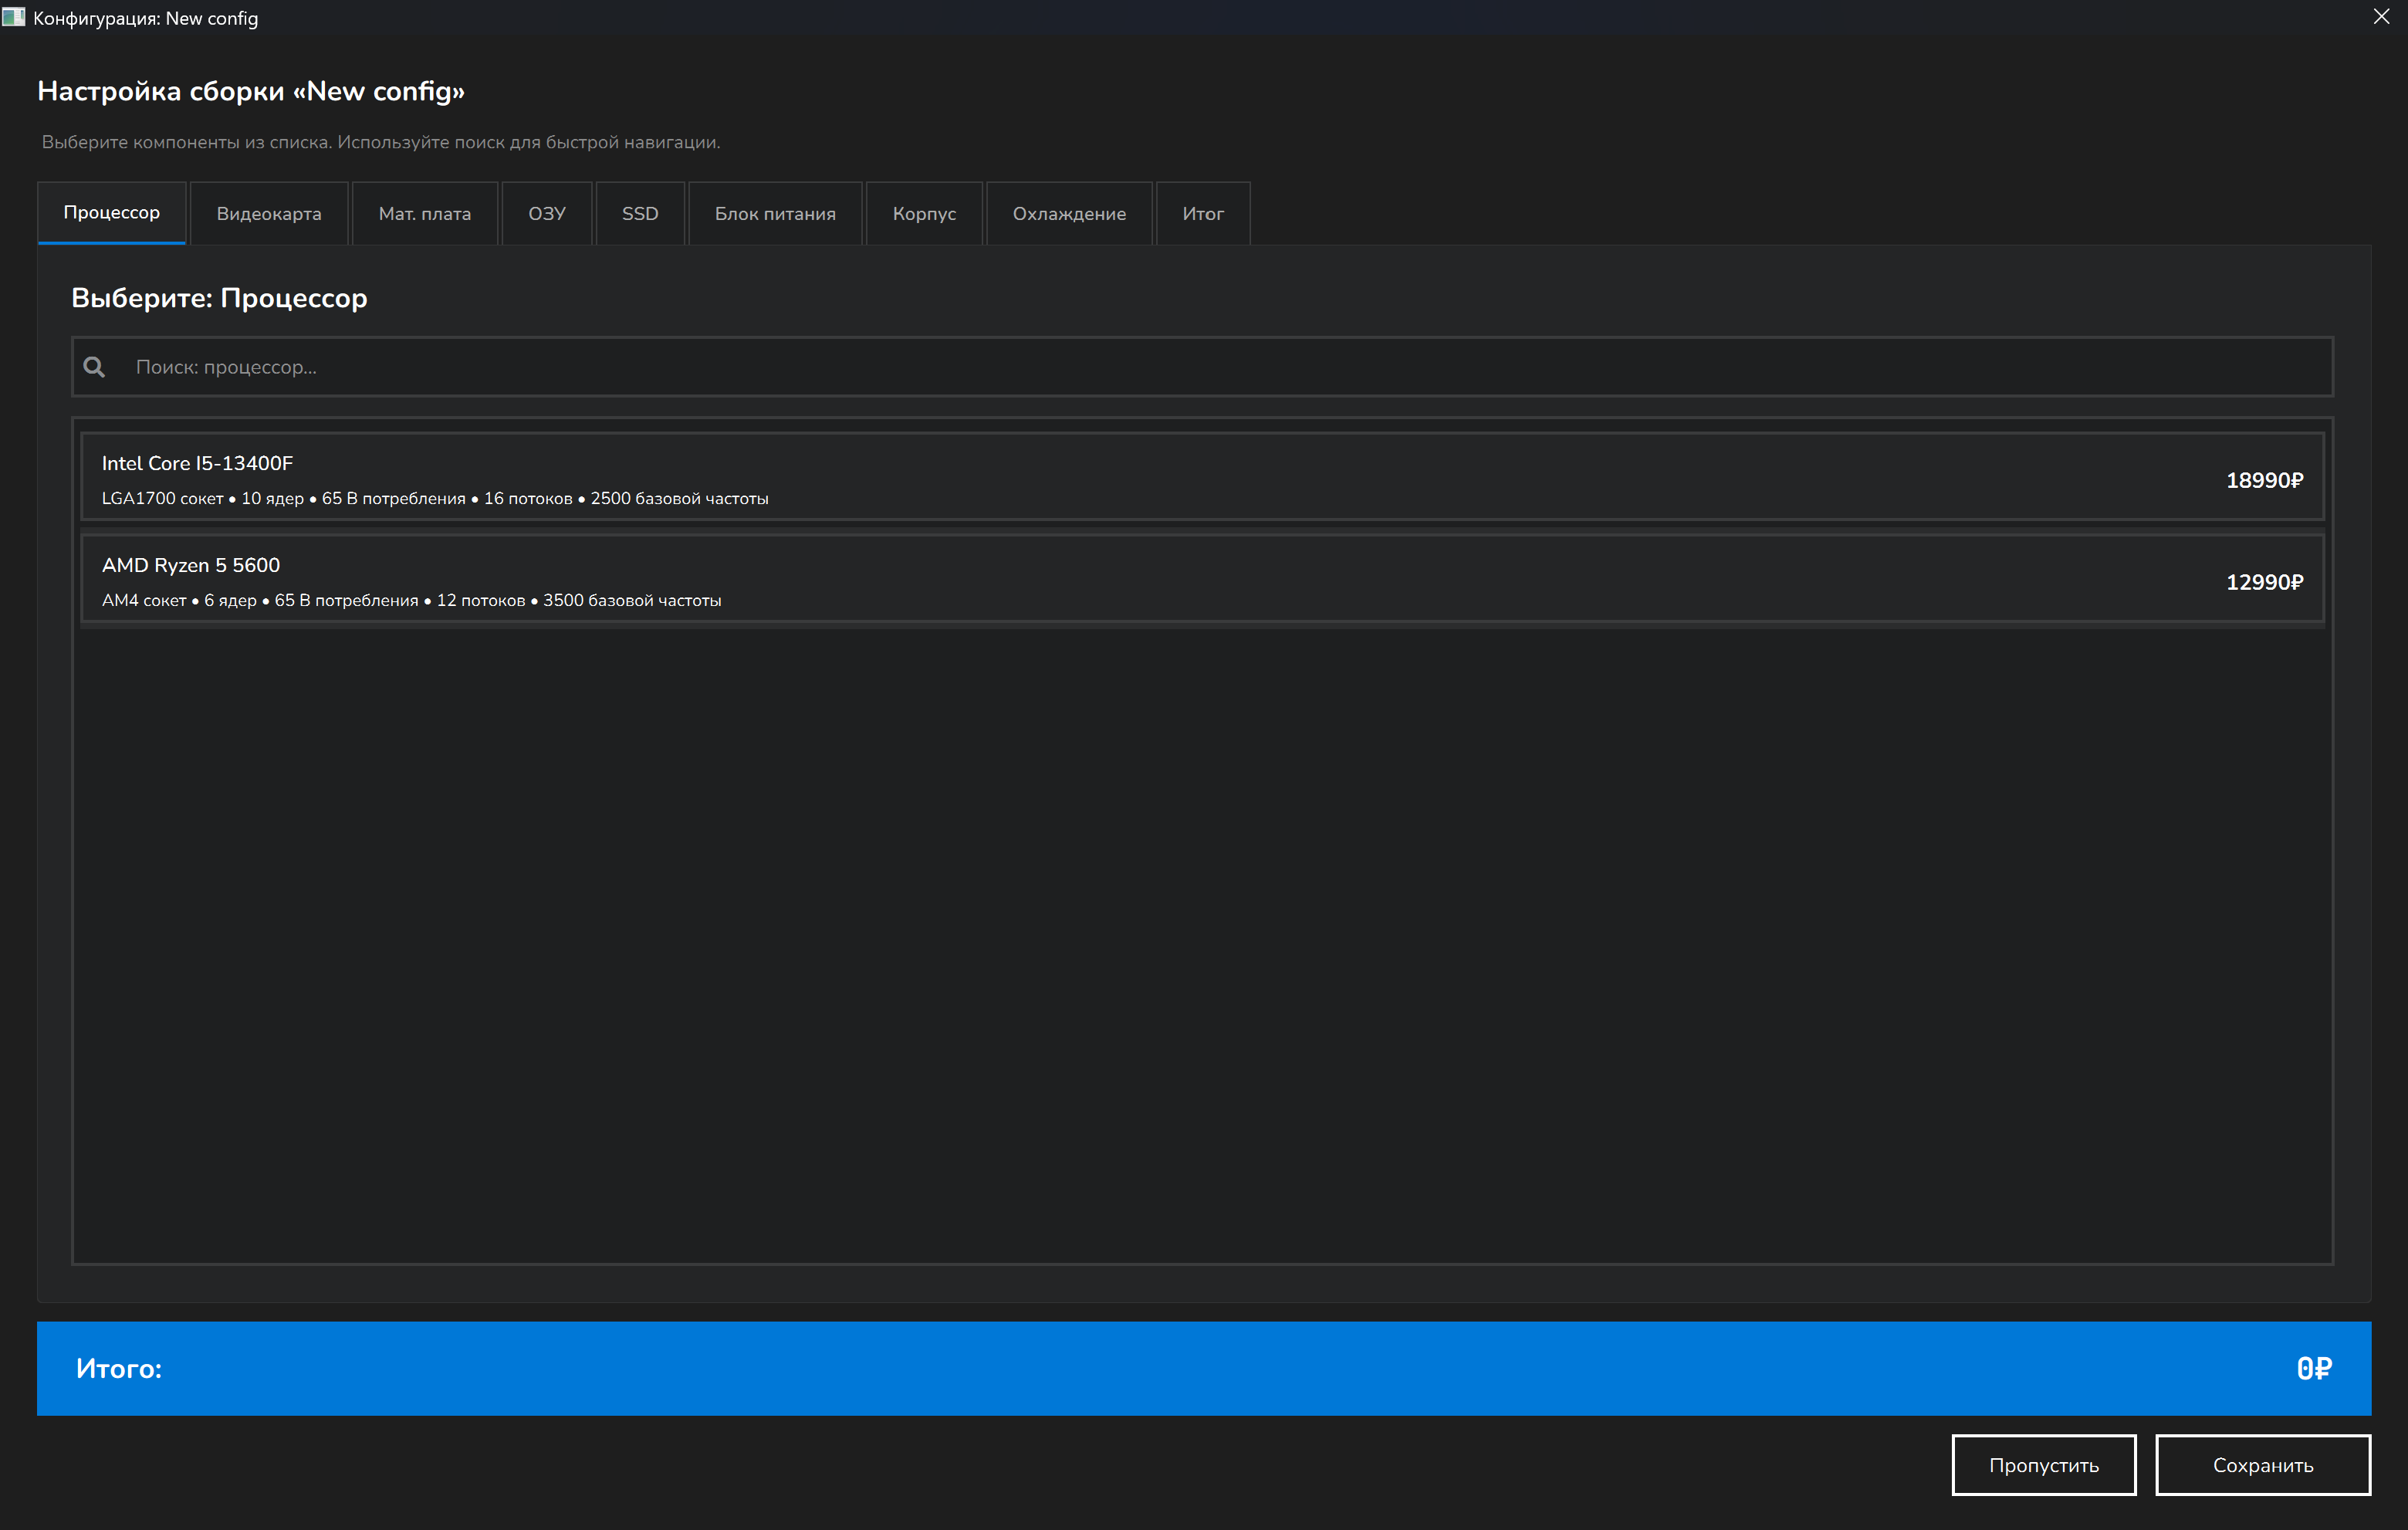 Конфигурация: New config
Настройка сборки «New config»
Выберите компоненты из списка. Используйте поиск для быстрой навигации.
Процессор Видеокарта Мат. плата ОЗУ SSD Блок питания Корпус Охлаждение Итог
Выберите: Процессор
Поиск: процессор...
Intel Core I5-13400F
18990₽
LGA1700 сокет • 10 ядер • 65 В потребления • 16 потоков • 2500 базовой частоты
AMD Ryzen 5 5600
12990₽
AM4 сокет • 6 ядер • 65 В потребления • 12 потоков • 3500 базовой частоты
Итого: 0₽
Пропустить Сохранить